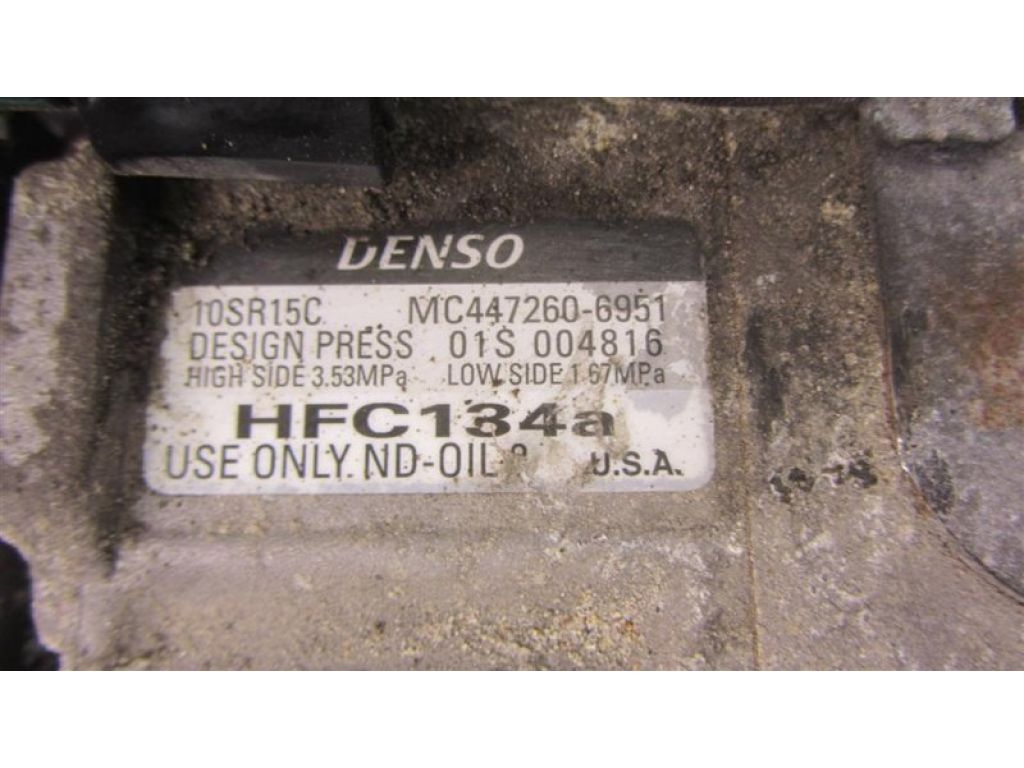 DENSO
10SR15C MC447260-6951
DESIGN PRESS 01S 004816
HIGH SIDE 3.53MPa LOW SIDE 1.67MPa
HFC134a
USE ONLY ND-OIL U.S.A.